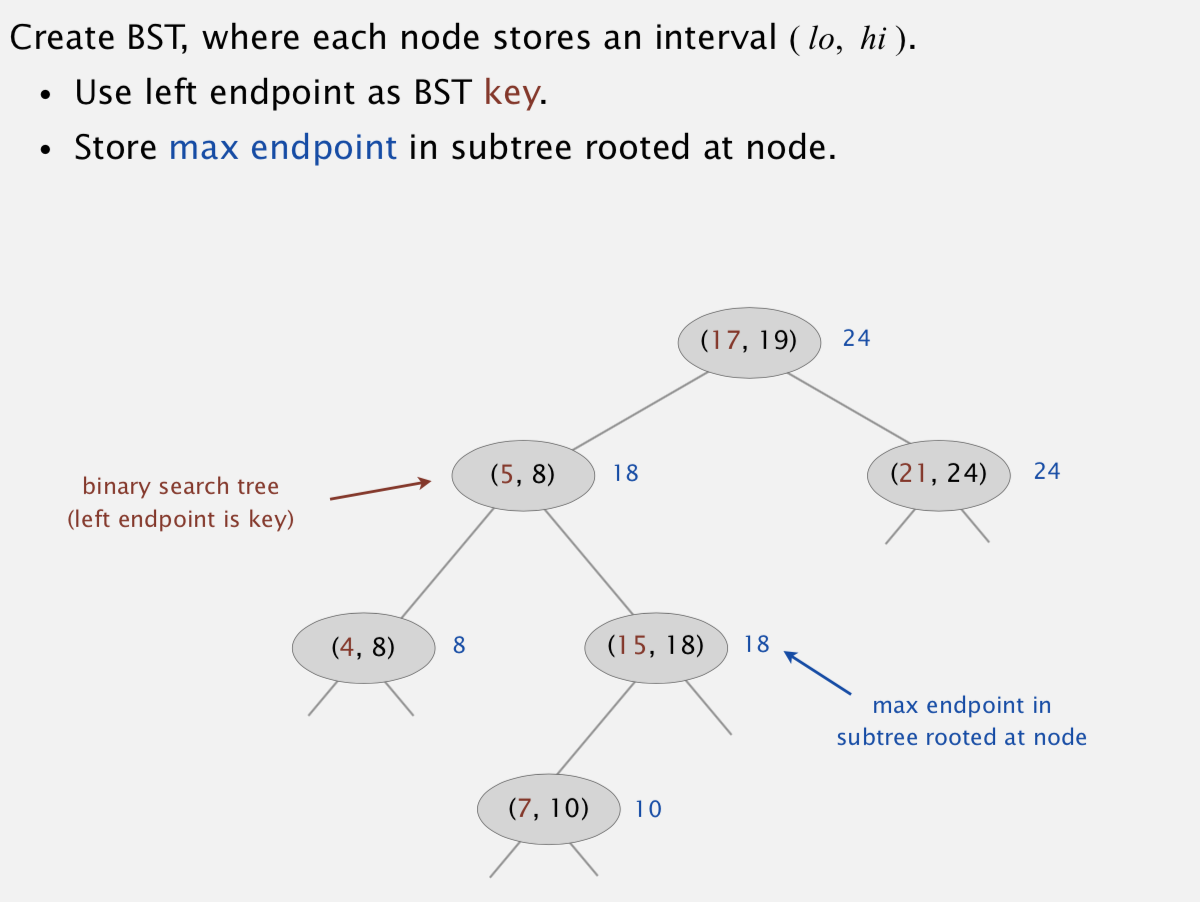 Create BST, where each node stores an interval ( lo, hi ).
• Use left endpoint as BST key.
• Store max endpoint in subtree rooted at node.
(17, 19) 24
(5, 8) 18
(21, 24) 24
binary search tree
(left endpoint is key)
(4, 8) 8
(15, 18) 18
max endpoint in
subtree rooted at node
(7, 10) 10